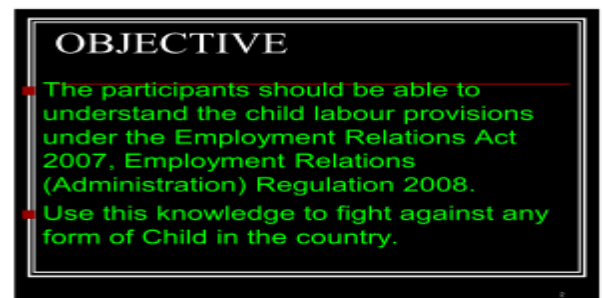 OBJECTIVE
The participants should be able to
understand the child labour provisions
under the Employment Relations Act
2007, Employment Relations
(Administration) Regulation 2008.
Use this knowledge to fight against any
form of Child in the country.
2